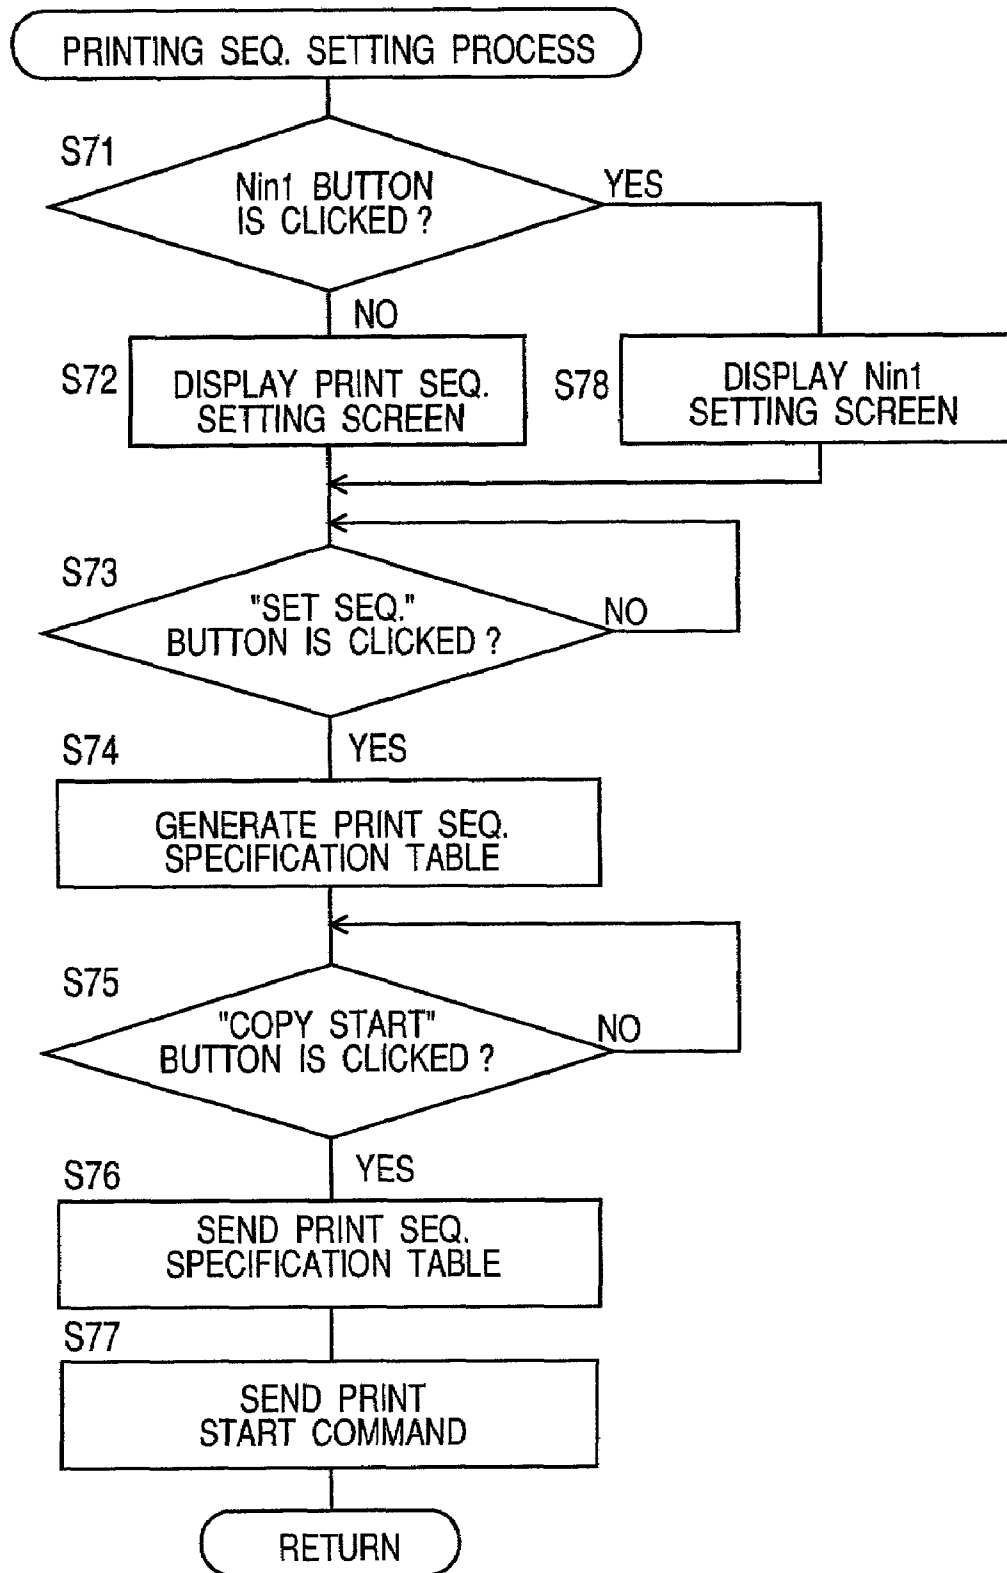 PRINTING SEQ. SETTING PROCESS
S71
Nin1 BUTTON
IS CLICKED ?
YES
NO
S72
DISPLAY PRINT SEQ.
SETTING SCREEN
S78
DISPLAY Nin1
SETTING SCREEN
S73
"SET SEQ."
BUTTON IS CLICKED ?
NO
YES
S74
GENERATE PRINT SEQ.
SPECIFICATION TABLE
S75
"COPY START"
BUTTON IS CLICKED ?
NO
YES
S76
SEND PRINT SEQ.
SPECIFICATION TABLE
S77
SEND PRINT
START COMMAND
RETURN